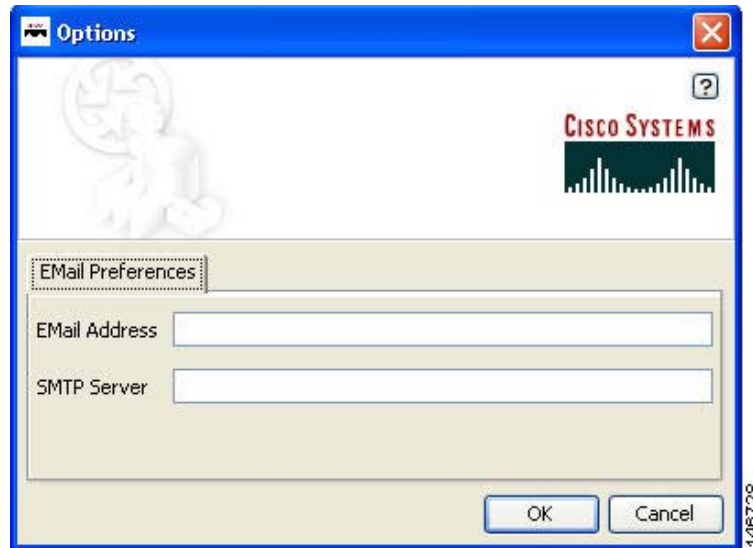 Options
?
CISCO SYSTEMS
EMail Preferences
EMail Address
SMTP Server
OK
Cancel